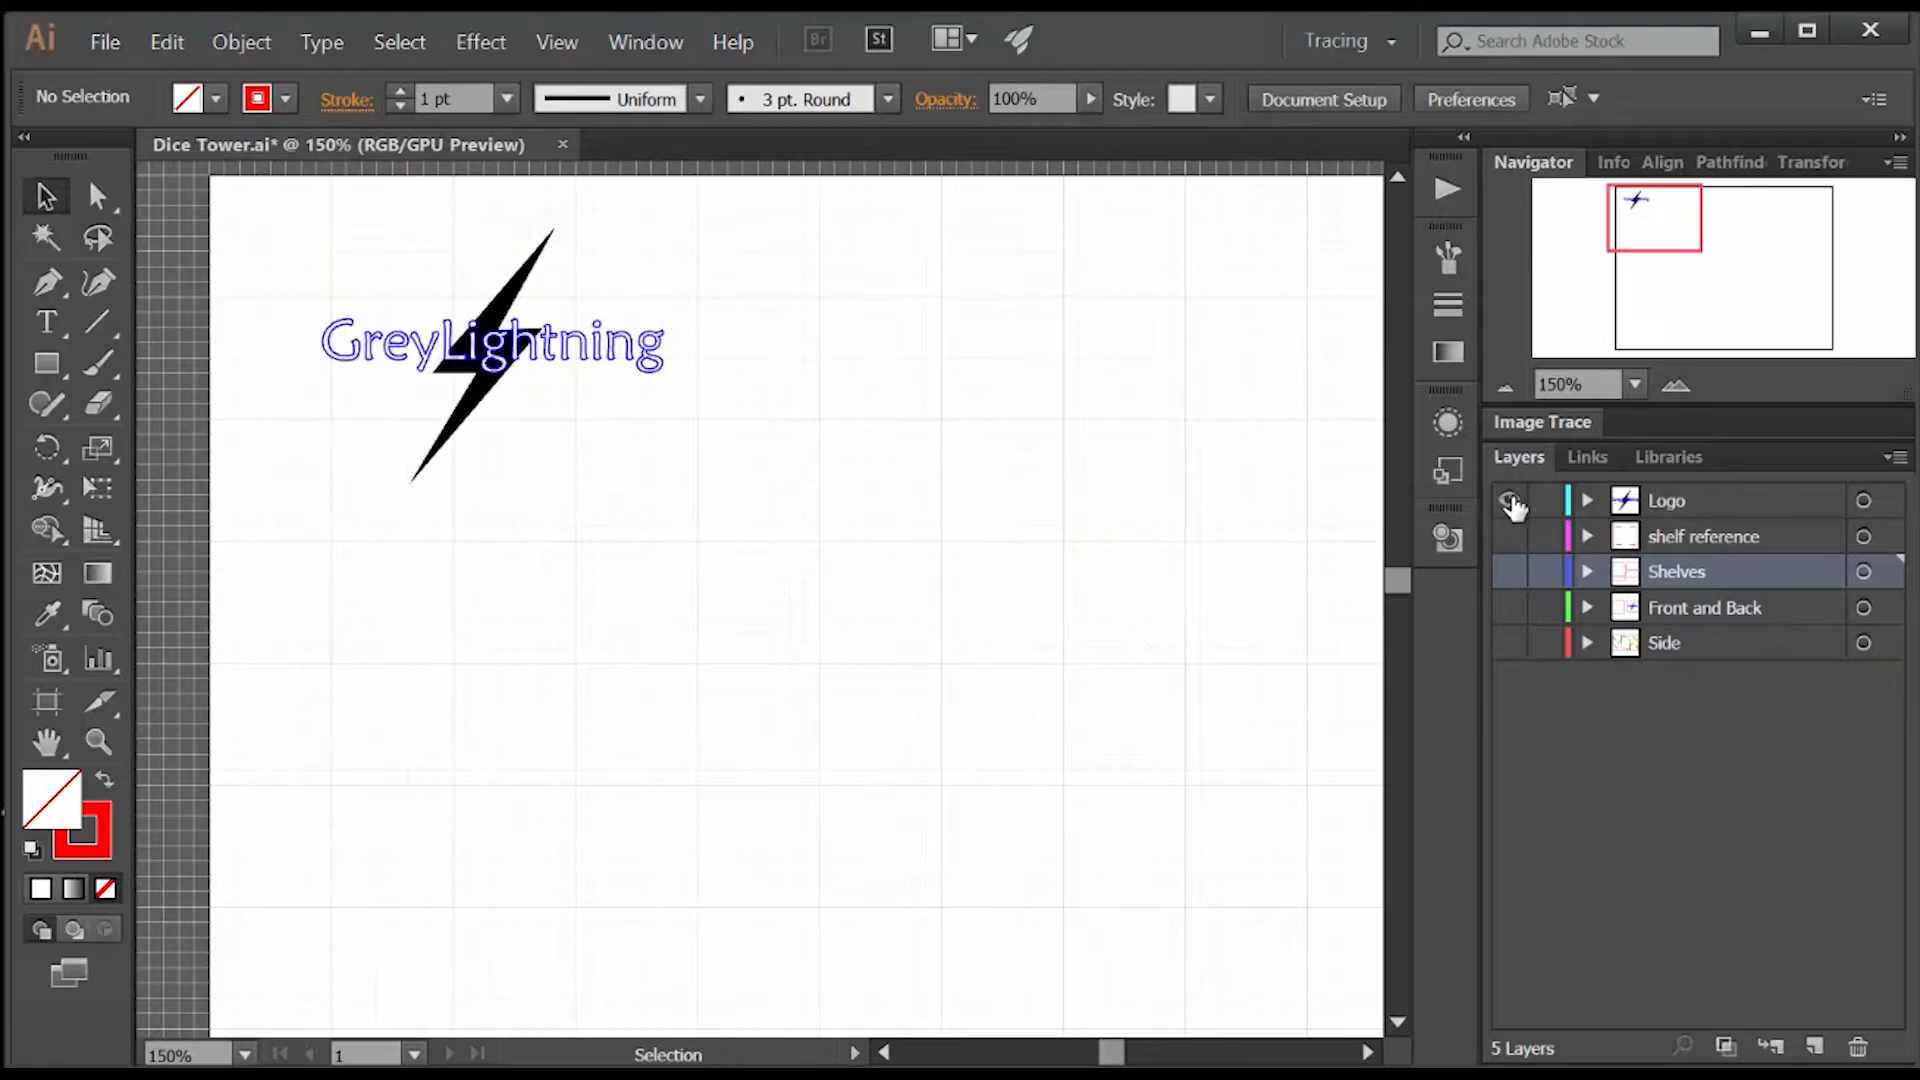 Ai File Edit Object Type Select Effect View Window Help Br St Tracing Search Adobe Stock
No Selection Stroke: 1 pt Uniform 3 pt. Round Opacity: 100% Style: Document Setup Preferences
Dice Tower.ai* @ 150% (RGB/GPU Preview)
Navigator Info Align Pathfind Transfor
GreyLightning
150%
Image Trace
Layers Links Libraries
Logo
shelf reference
Shelves
Front and Back
Side
5 Layers
150% 1 Selection